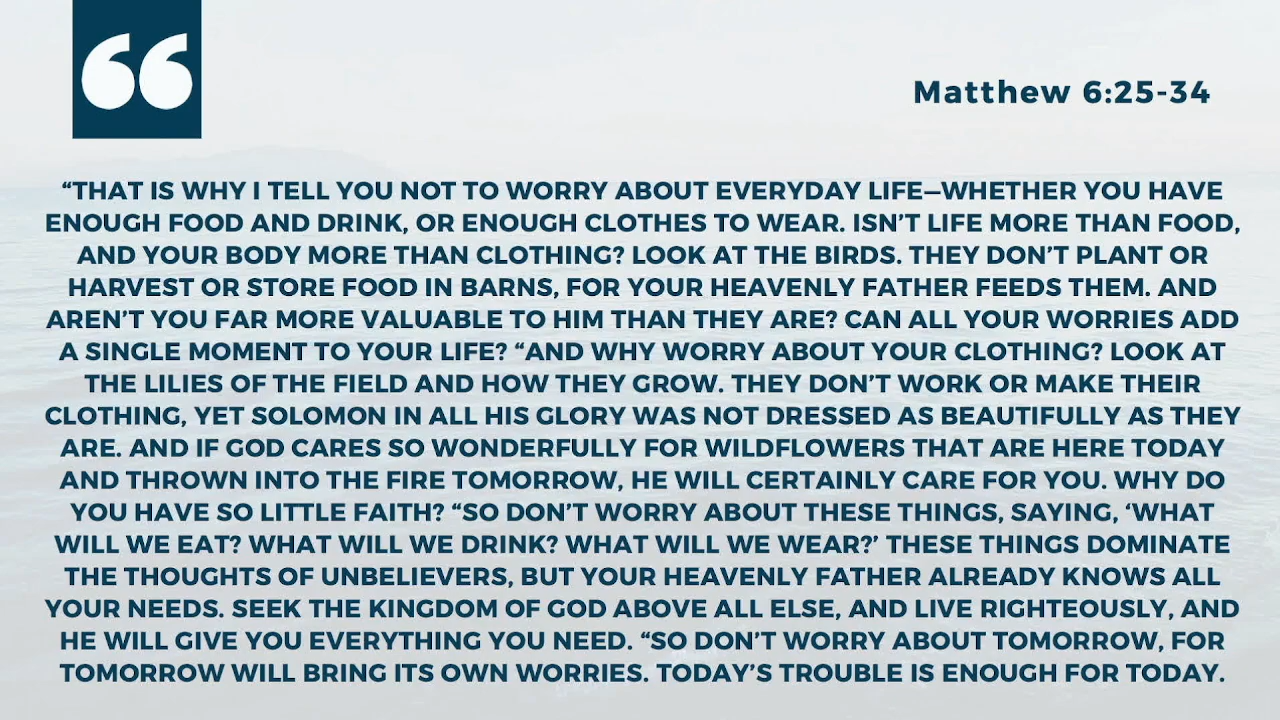 “
Matthew 6:25-34
“THAT IS WHY I TELL YOU NOT TO WORRY ABOUT EVERYDAY LIFE—WHETHER YOU HAVE
ENOUGH FOOD AND DRINK, OR ENOUGH CLOTHES TO WEAR. ISN’T LIFE MORE THAN FOOD,
AND YOUR BODY MORE THAN CLOTHING? LOOK AT THE BIRDS. THEY DON’T PLANT OR
HARVEST OR STORE FOOD IN BARNS, FOR YOUR HEAVENLY FATHER FEEDS THEM. AND
AREN’T YOU FAR MORE VALUABLE TO HIM THAN THEY ARE? CAN ALL YOUR WORRIES ADD
A SINGLE MOMENT TO YOUR LIFE? “AND WHY WORRY ABOUT YOUR CLOTHING? LOOK AT
THE LILIES OF THE FIELD AND HOW THEY GROW. THEY DON’T WORK OR MAKE THEIR
CLOTHING, YET SOLOMON IN ALL HIS GLORY WAS NOT DRESSED AS BEAUTIFULLY AS THEY
ARE. AND IF GOD CARES SO WONDERFULLY FOR WILDFLOWERS THAT ARE HERE TODAY
AND THROWN INTO THE FIRE TOMORROW, HE WILL CERTAINLY CARE FOR YOU. WHY DO
YOU HAVE SO LITTLE FAITH? “SO DON’T WORRY ABOUT THESE THINGS, SAYING, ‘WHAT
WILL WE EAT? WHAT WILL WE DRINK? WHAT WILL WE WEAR?’ THESE THINGS DOMINATE
THE THOUGHTS OF UNBELIEVERS, BUT YOUR HEAVENLY FATHER ALREADY KNOWS ALL
YOUR NEEDS. SEEK THE KINGDOM OF GOD ABOVE ALL ELSE, AND LIVE RIGHTEOUSLY, AND
HE WILL GIVE YOU EVERYTHING YOU NEED. “SO DON’T WORRY ABOUT TOMORROW, FOR
TOMORROW WILL BRING ITS OWN WORRIES. TODAY’S TROUBLE IS ENOUGH FOR TODAY.